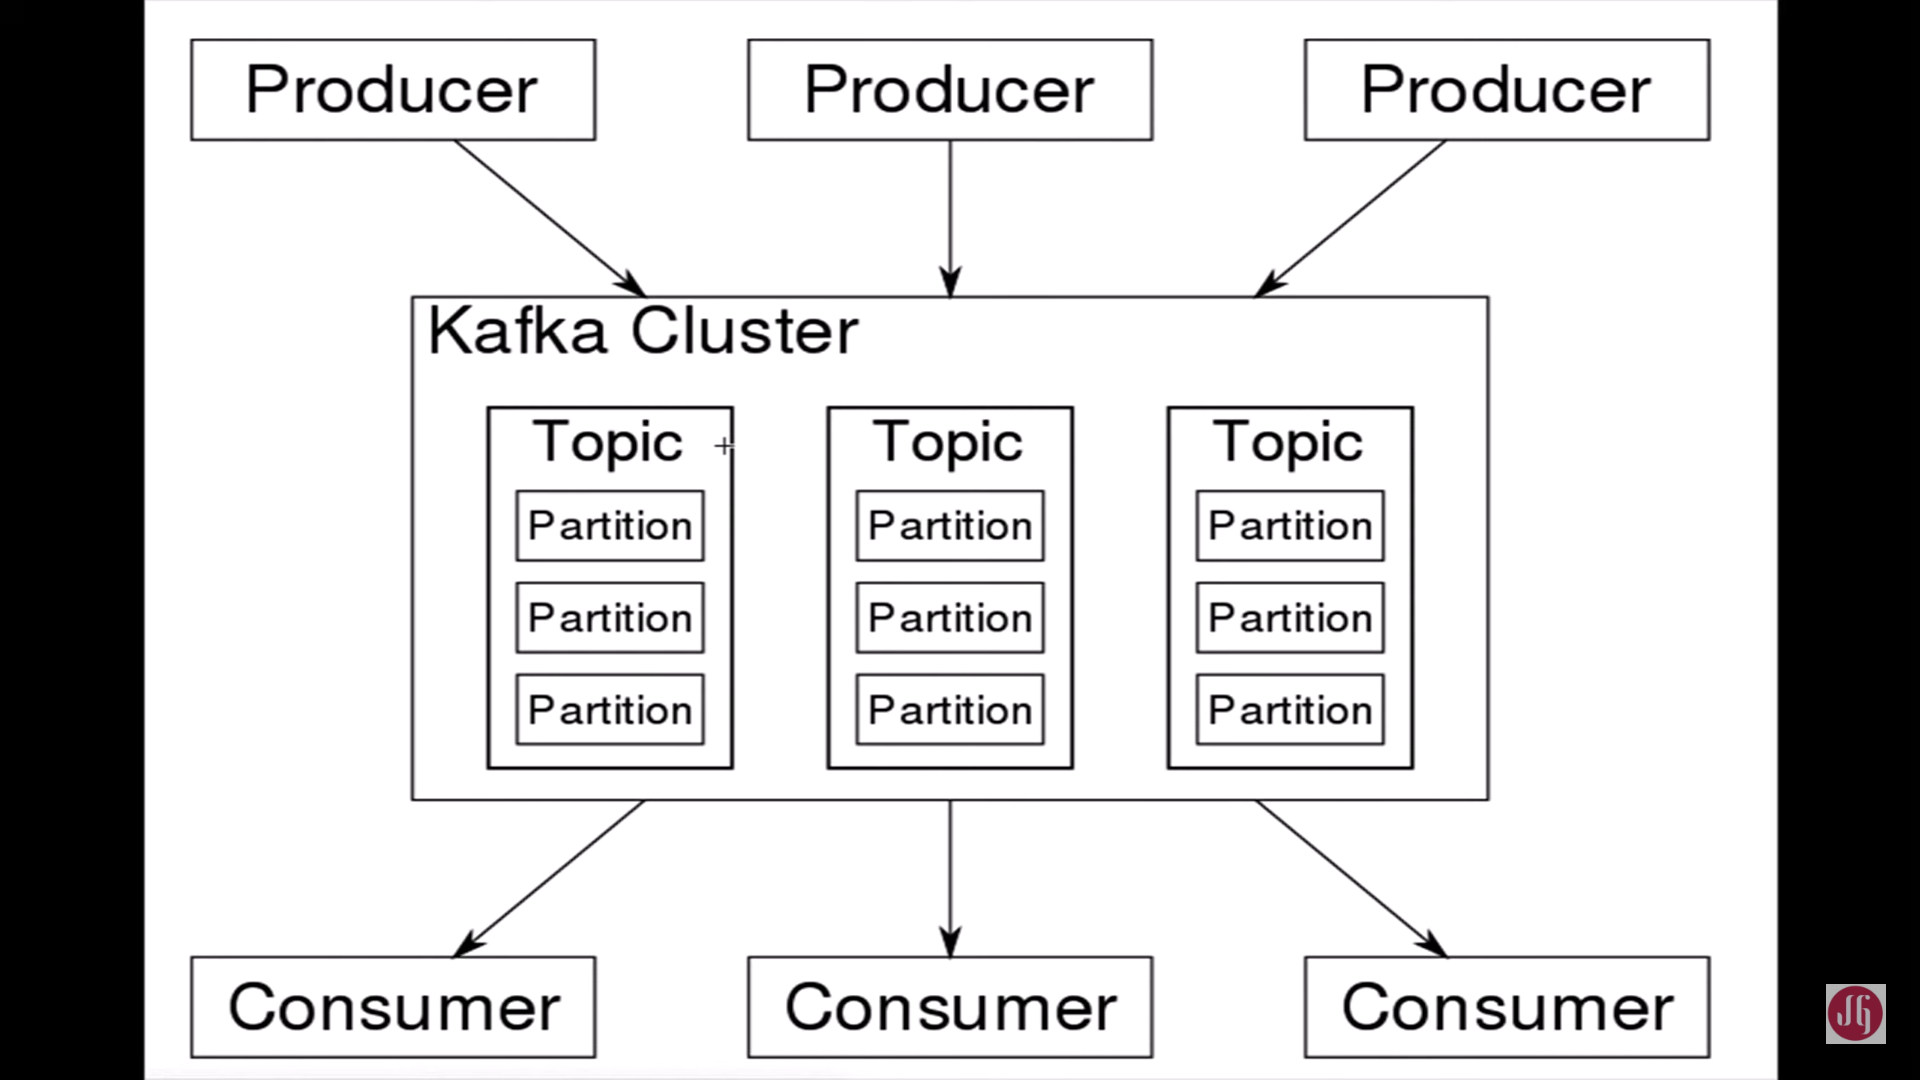 Producer Producer Producer
Kafka Cluster
Topic Topic Topic
Partition Partition Partition
Partition Partition Partition
Partition Partition Partition
Consumer Consumer Consumer